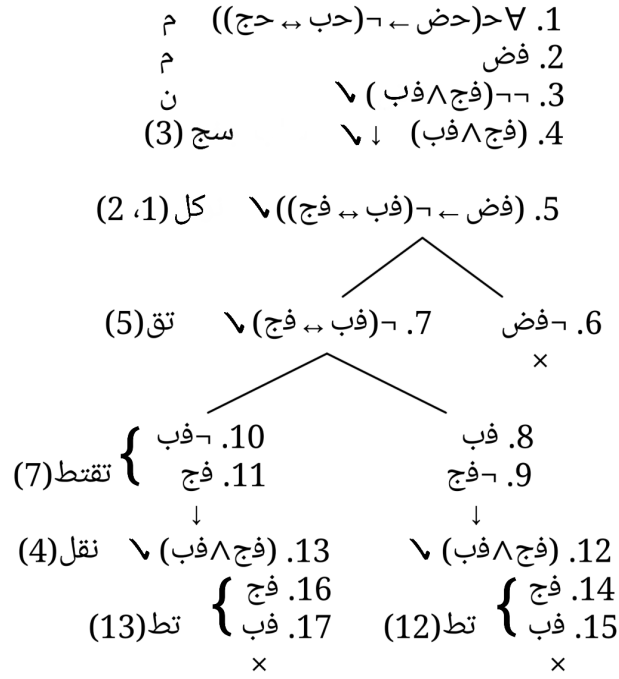 1. ∀ح(حض ← ¬(حب ↔ حج)) م
2. فض م
3. ¬¬(فج∧فب) ✓ ن
4. (فج∧فب) ↓ ✓ سج (3)
5. (فض ← ¬(فب ↔ فج)) ✓ كل (1، 2)
6. ¬فض 7. ¬(فب ↔ فج) ✓ تق(5)
×
8. فب 10. ¬فب
9. ¬فج 11. فج } تقتط(7)
↓ ↓
12. (فج∧فب) ✓ 13. (فج∧فب) ✓ نقل(4)
14. فج 16. فج
15. فب } تط(12) 17. فب } تط(13)
× ×